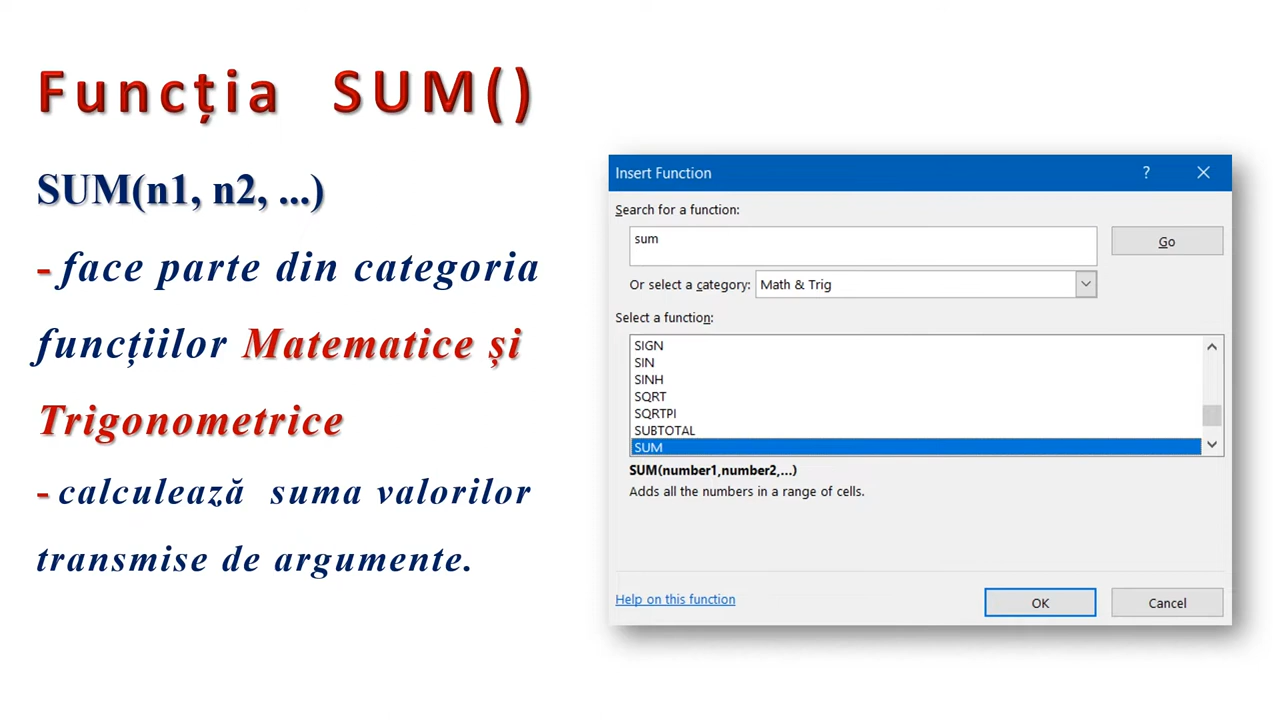 Funcția SUM()
SUM(n1, n2, ...)
- face parte din categoria
funcțiilor Matematice și
Trigonometrice
- calculează suma valorilor
transmise de argumente.
Insert Function
?
Search for a function:
sum
Go
Or select a category: Math & Trig
Select a function:
SIGN
SIN
SINH
SQRT
SQRTPI
SUBTOTAL
SUM
SUM(number1,number2,...)
Adds all the numbers in a range of cells.
Help on this function
OK
Cancel